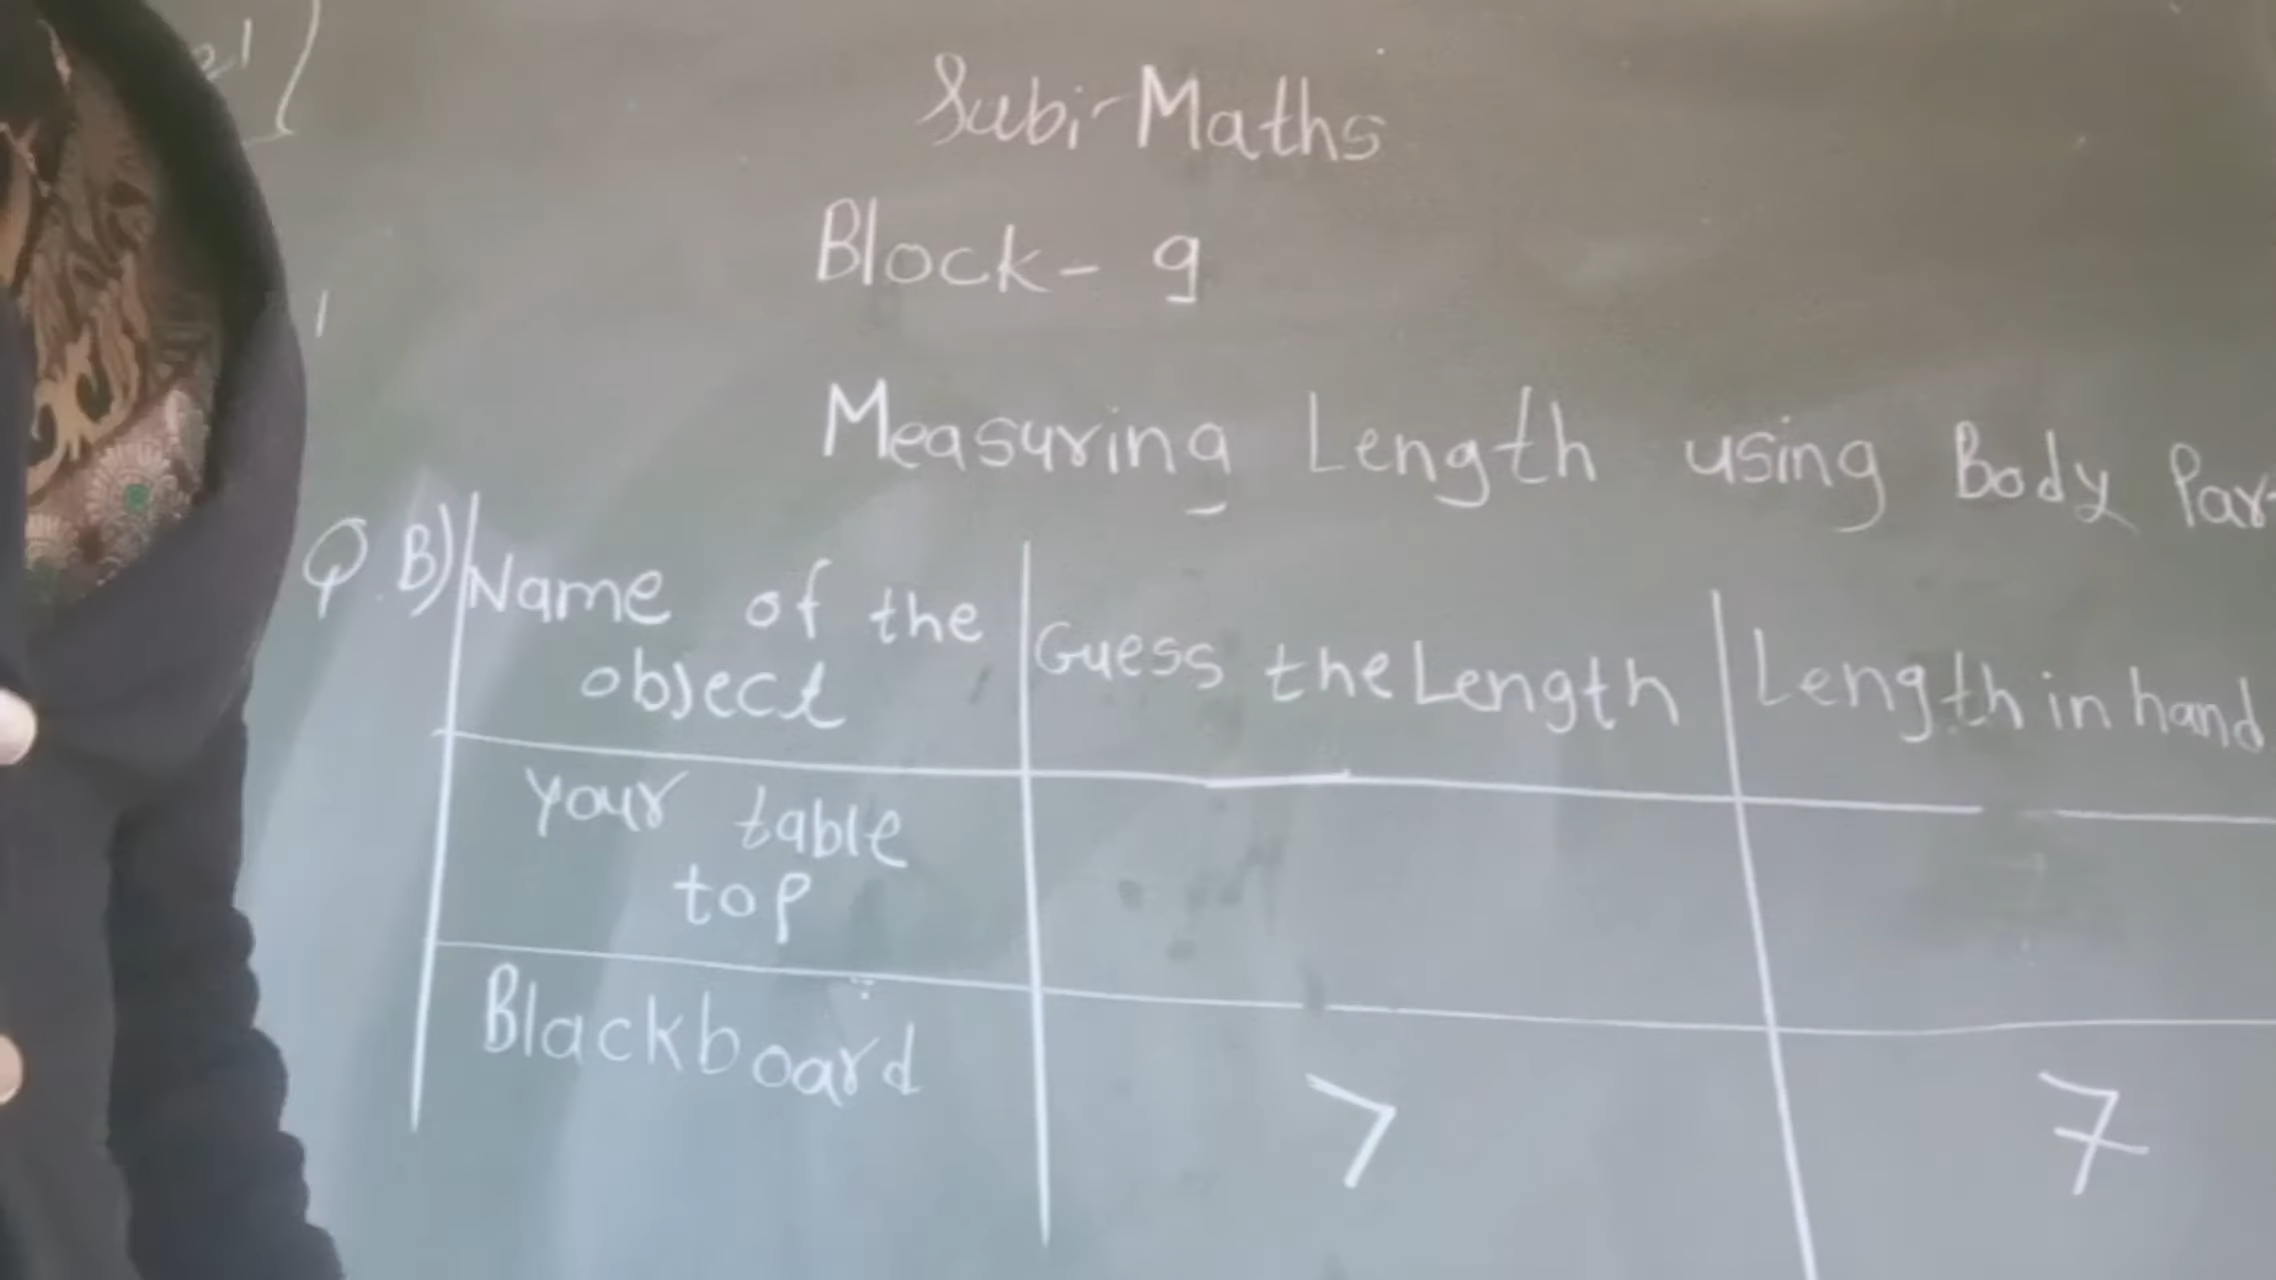 Sub:- Maths
Block - 9
Measuring Length using Body Par
Q.B) Name of the object
Guess the Length
Length in hand
Your table top
Blackboard
7
7